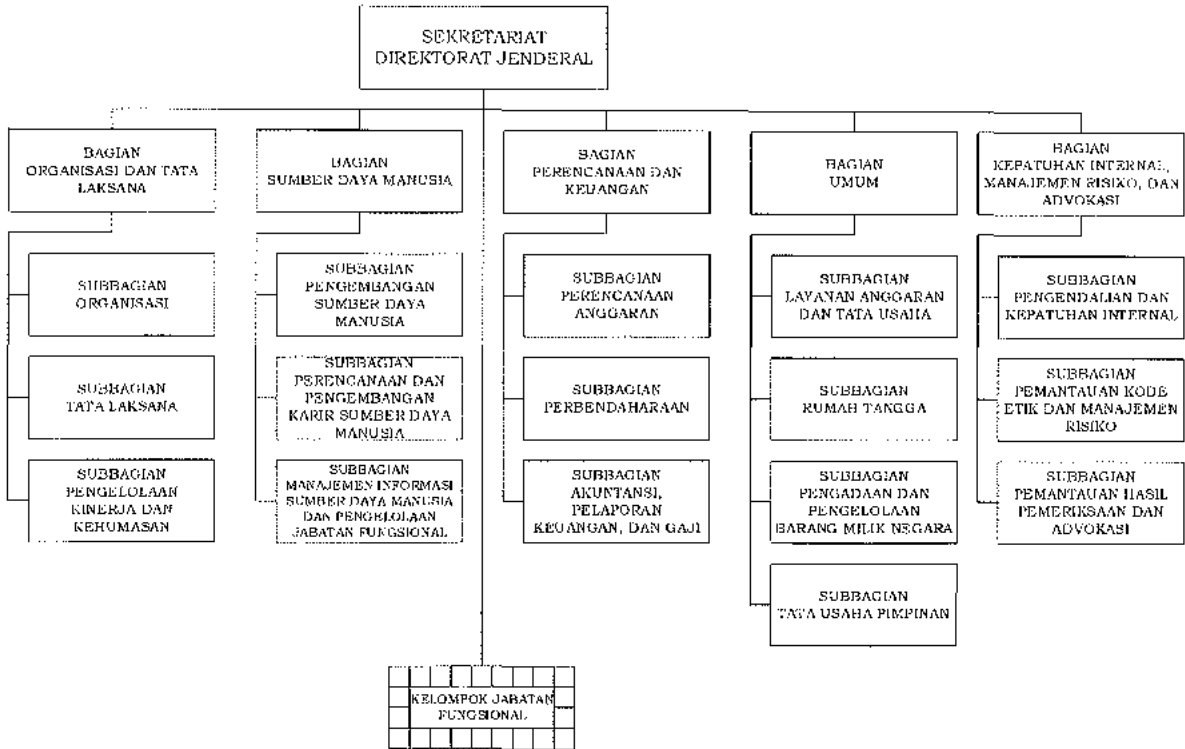 SEKRETARIAT
DIREKTORAT JENDERAL
BAGIAN
ORGANISASI DAN TATA
LAKSANA
BAGIAN
SUMBER DAYA MANUSIA
BAGIAN
PERENCANAAN DAN
KEUANGAN
BAGIAN
UMUM
BAGIAN
KEPATUHAN INTERNAL,
MANAJEMEN RISIKO, DAN
ADVOKASI
SUBBAGIAN
ORGANISASI
SUBBAGIAN
PENGEMBANGAN
SUMBER DAYA
MANUSIA
SUBBAGIAN
PERENCANAAN
ANGGARAN
SUBBAGIAN
LAYANAN ANGGARAN
DAN TATA USAHA
SUBBAGIAN
PENGENDALIAN DAN
KEPATUHAN INTERNAL
SUBBAGIAN
TATA LAKSANA
SUBBAGIAN
PERENCANAAN DAN
PENGEMBANGAN
KARIR SUMBER DAYA
MANUSIA
SUBBAGIAN
PERBENDAHARAAN
SUBBAGIAN
RUMAH TANGGA
SUBBAGIAN
PEMANTAUAN KODE
ETIK DAN MANAJEMEN
RISIKO
SUBBAGIAN
PENGELOLAAN
KINERJA DAN
KEHUMASAN
SUBBAGIAN
MANAJEMEN INFORMASI
SUMBER DAYA MANUSIA
DAN PENGELOLAAN
JABATAN FUNGSIONAL
SUBBAGIAN
AKUNTANSI,
PELAPORAN
KEUANGAN, DAN GAJI
SUBBAGIAN
PENGADAAN DAN
PENGELOLAAN
BARANG MILIK NEGARA
SUBBAGIAN
PEMANTAUAN HASIL
PEMERIKSAAN DAN
ADVOKASI
SUBBAGIAN
TATA USAHA PIMPINAN
KELOMPOK JABATAN
FUNGSIONAL